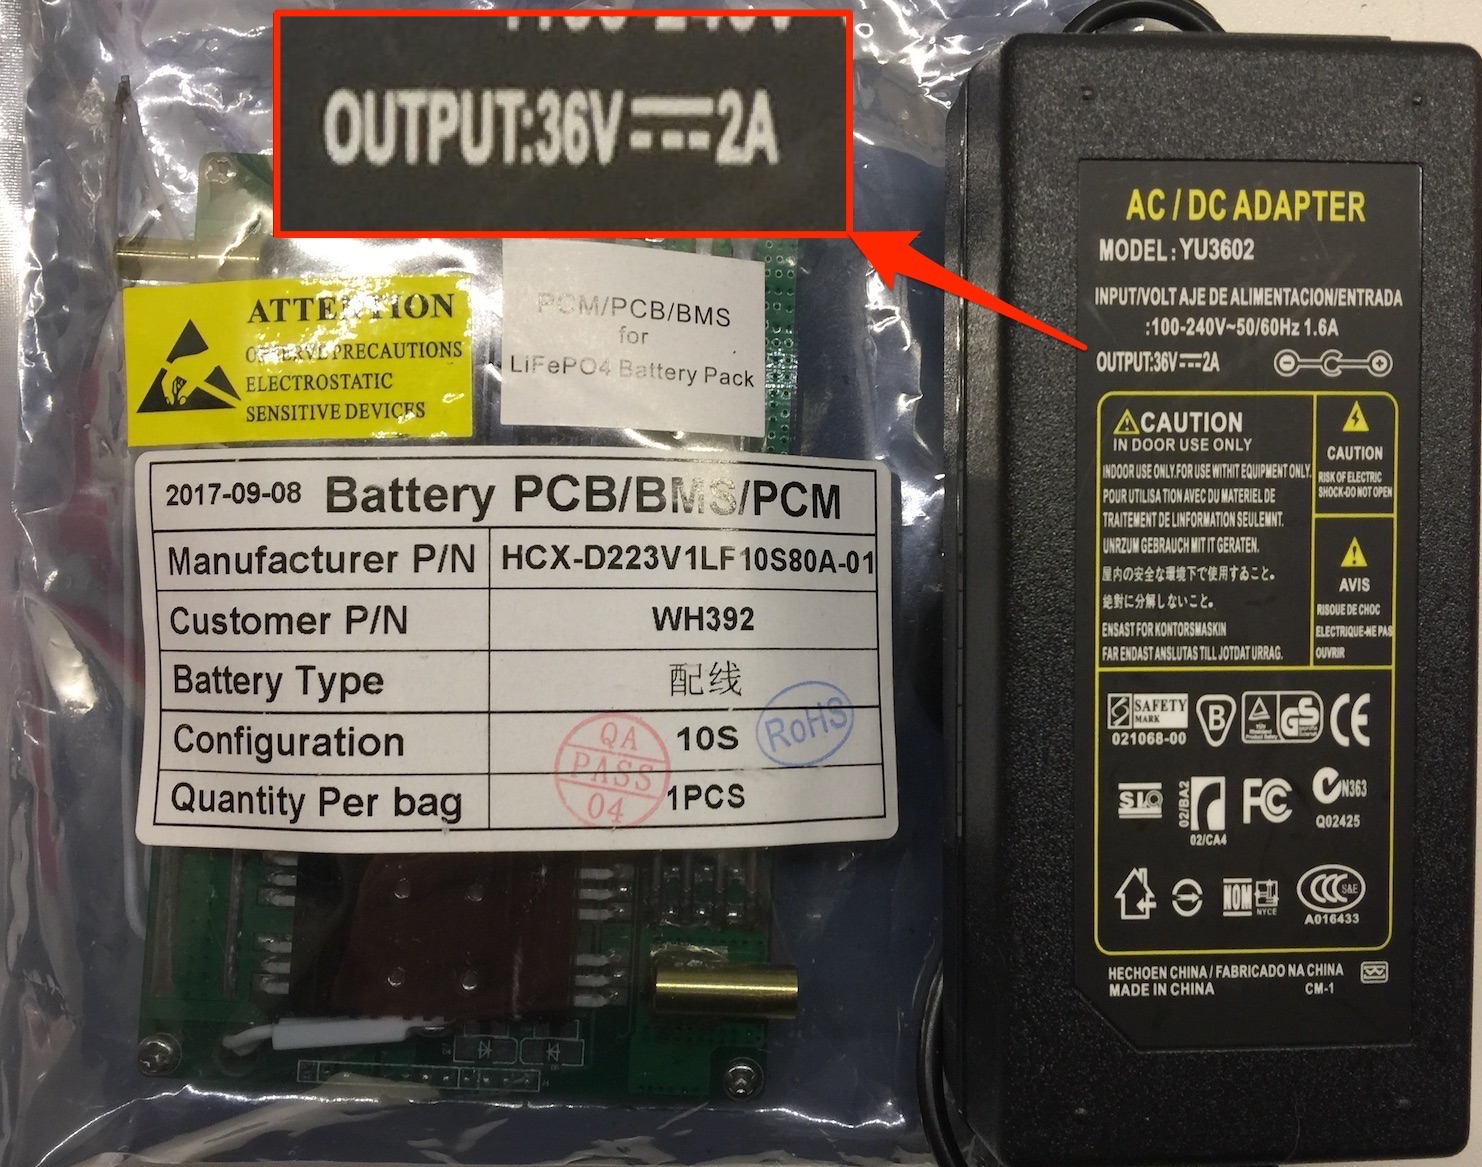 OUTPUT:36V 2A
ATTENTION
OBSERVE PRECAUTIONS
ELECTROSTATIC
SENSITIVE DEVICES
PCM/PCB/BMS
for
LiFePO4 Battery Pack
2017-09-08 Battery PCB/BMS/PCM
Manufacturer P/N HCX-D223V1LF10S80A-01
Customer P/N WH392
Battery Type 配线
Configuration 10S
Quantity Per bag 1PCS
QA
PASS
04
RoHS
AC / DC ADAPTER
MODEL: YU3602
INPUT/VOLT AJE DE ALIMENTACION/ENTRADA
:100-240V~50/60Hz 1.6A
OUTPUT:36V 2A
CAUTION
IN DOOR USE ONLY
INDOOR USE ONLY.FOR USE WITHIT EQUIPMENT ONLY.
POUR UTILISA TION AVEC DU MATERIEL DE
TRAITEMENT DE LINFORMATION SEULEMNT.
UNRZUM GEBRAUCH MIT IT GERATEN.
屋内の安全な環境下で使用すゐこと。
絶對に分解しないこと。
ENSAST FOR KONTORSMASKIN
FAR ENDAST ANSLUTAS TILL JOTDAT URRAG.
CAUTION
RISK OF ELECTRIC
SHOCK-DO NOT OPEN
AVIS
RISOUE DE CHOC
ELECTRIQUE-NE PAS
OUVRIR
SAFETY
MARK
021068-00
B
GS
CE
SIQ
02/BA2
02/CA4
FC
N363
Q02425
NOM
NYCE
CCC S&E
A016433
HECHOEN CHINA / FABRICADO NA CHINA
MADE IN CHINA CM-1